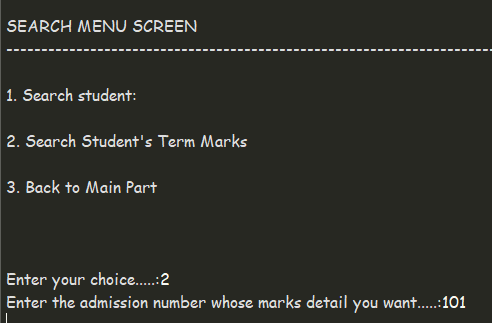 SEARCH MENU SCREEN
--------------------------------------------------------------------------------
1. Search student:
2. Search Student's Term Marks
3. Back to Main Part
Enter your choice.....:2
Enter the admission number whose marks detail you want.....:101